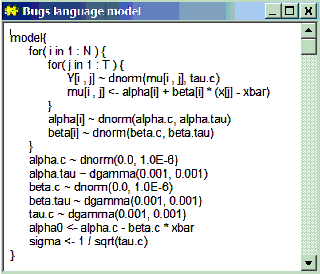 Bugs language model
model{
for( i in 1 : N ) {
for( j in 1 : T ) {
Y[i , j] ~ dnorm(mu[i , j], tau.c)
mu[i , j] <- alpha[i] + beta[i] * (x[j] - xbar)
}
alpha[i] ~ dnorm(alpha.c, alpha.tau)
beta[i] ~ dnorm(beta.c, beta.tau)
}
alpha.c ~ dnorm(0.0, 1.0E-6)
alpha.tau ~ dgamma(0.001, 0.001)
beta.c ~ dnorm(0.0, 1.0E-6)
beta.tau ~ dgamma(0.001, 0.001)
tau.c ~ dgamma(0.001, 0.001)
alpha0 <- alpha.c - beta.c * xbar
sigma <- 1 / sqrt(tau.c)
}